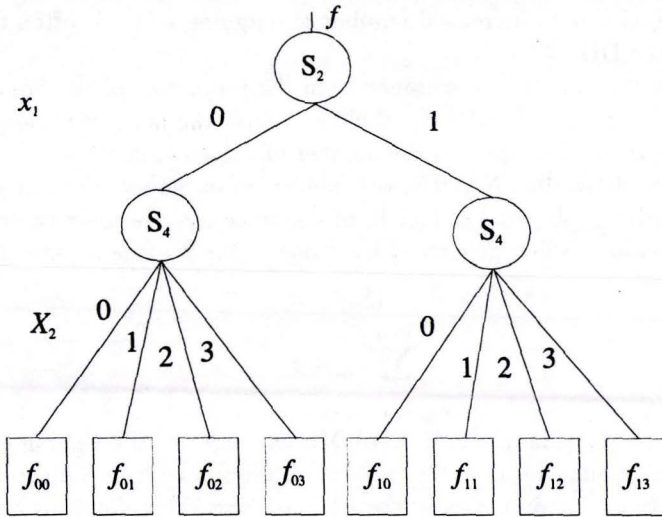 f
S₂
x₁
0 1
S₄ S₄
X₂
0 1 2 3 0 1 2 3
f₀₀ f₀₁ f₀₂ f₀₃ f₁₀ f₁₁ f₁₂ f₁₃